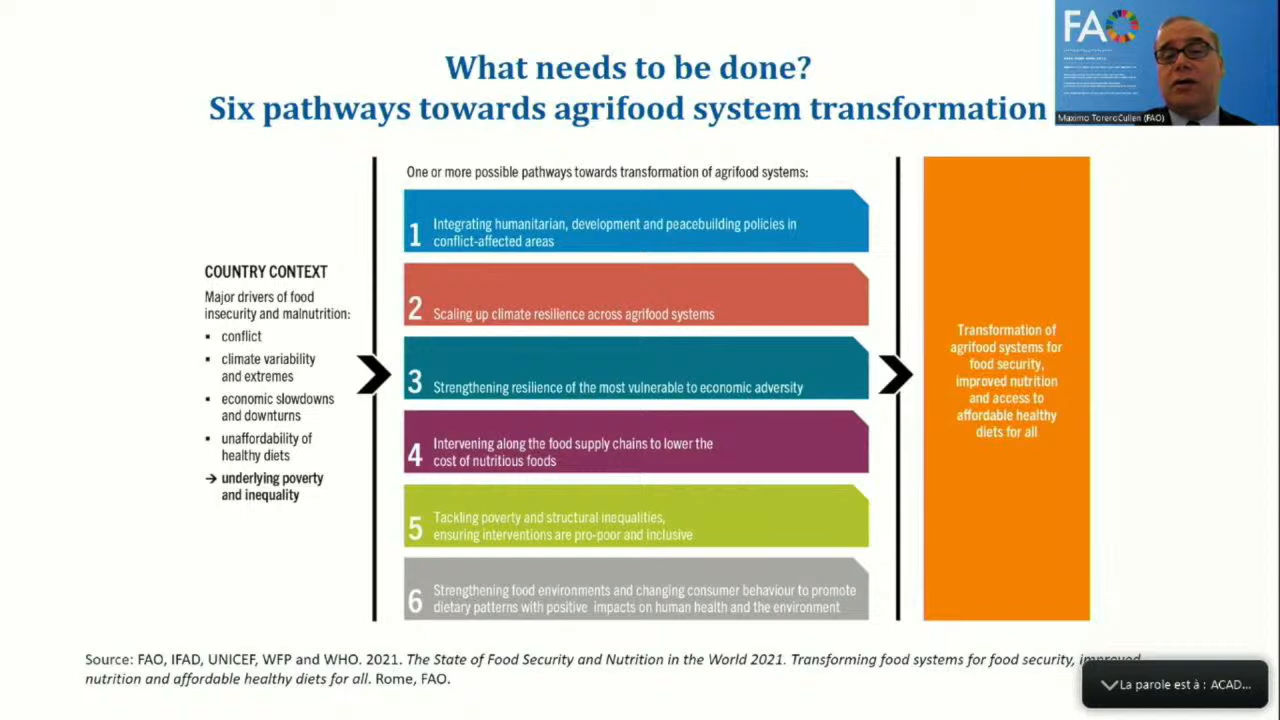 What needs to be done?
Six pathways towards agrifood system transformation
FAO
Maximo ToreroCullen (FAO)
COUNTRY CONTEXT
Major drivers of food
insecurity and malnutrition:
▪ conflict
▪ climate variability
and extremes
▪ economic slowdowns
and downturns
▪ unaffordability of
healthy diets
→ underlying poverty
and inequality
One or more possible pathways towards transformation of agrifood systems:
1 Integrating humanitarian, development and peacebuilding policies in
conflict-affected areas
2 Scaling up climate resilience across agrifood systems
3 Strengthening resilience of the most vulnerable to economic adversity
4 Intervening along the food supply chains to lower the
cost of nutritious foods
5 Tackling poverty and structural inequalities,
ensuring interventions are pro-poor and inclusive
6 Strengthening food environments and changing consumer behaviour to promote
dietary patterns with positive impacts on human health and the environment
Transformation of
agrifood systems for
food security,
improved nutrition
and access to
affordable healthy
diets for all
Source: FAO, IFAD, UNICEF, WFP and WHO. 2021. The State of Food Security and Nutrition in the World 2021. Transforming food systems for food security, improved
nutrition and affordable healthy diets for all. Rome, FAO.
La parole est à : ACAD...